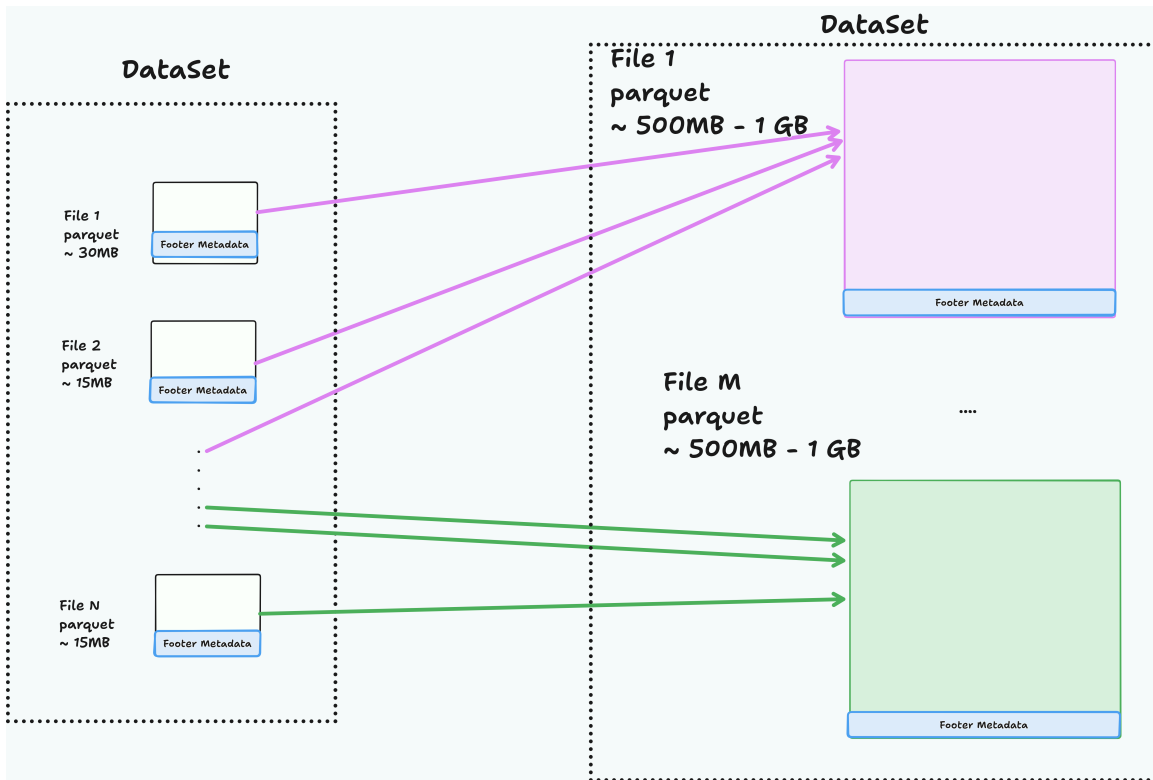 DataSet
File 1
parquet
~ 30MB
Footer Metadata
File 2
parquet
~ 15MB
Footer Metadata
File N
parquet
~ 15MB
Footer Metadata
DataSet
File 1
parquet
~ 500MB - 1 GB
Footer Metadata
File M
parquet
~ 500MB - 1 GB
....
Footer Metadata